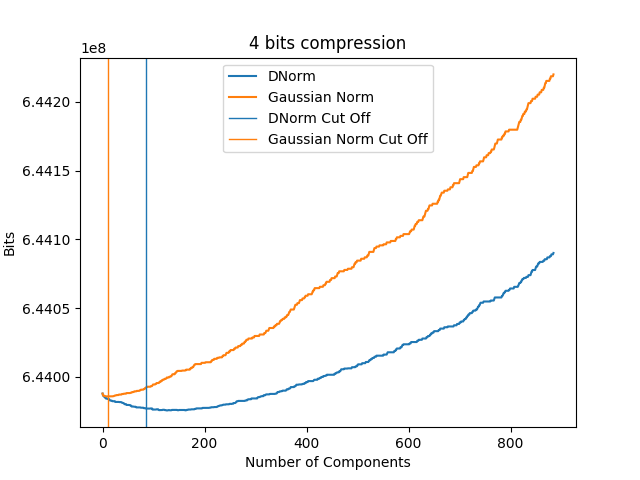 4 bits compression
1e8
DNorm
Gaussian Norm
DNorm Cut Off
Gaussian Norm Cut Off
6.4420
6.4415
6.4410
6.4405
6.4400
Bits
0 200 400 600 800
Number of Components